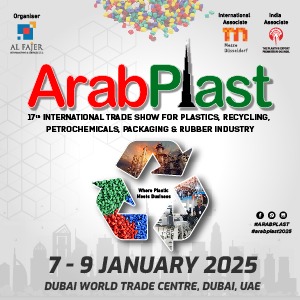 Organiser
AL FAJER
International Associate
Messe Düsseldorf
India Associate
ArabPlast
17TH INTERNATIONAL TRADE SHOW FOR PLASTICS, RECYCLING, PETROCHEMICALS, PACKAGING & RUBBER INDUSTRY
Where Plastic Meets Business
#ARABPLAST
#arabplast2025
7 - 9 JANUARY 2025
DUBAI WORLD TRADE CENTRE, DUBAI, UAE